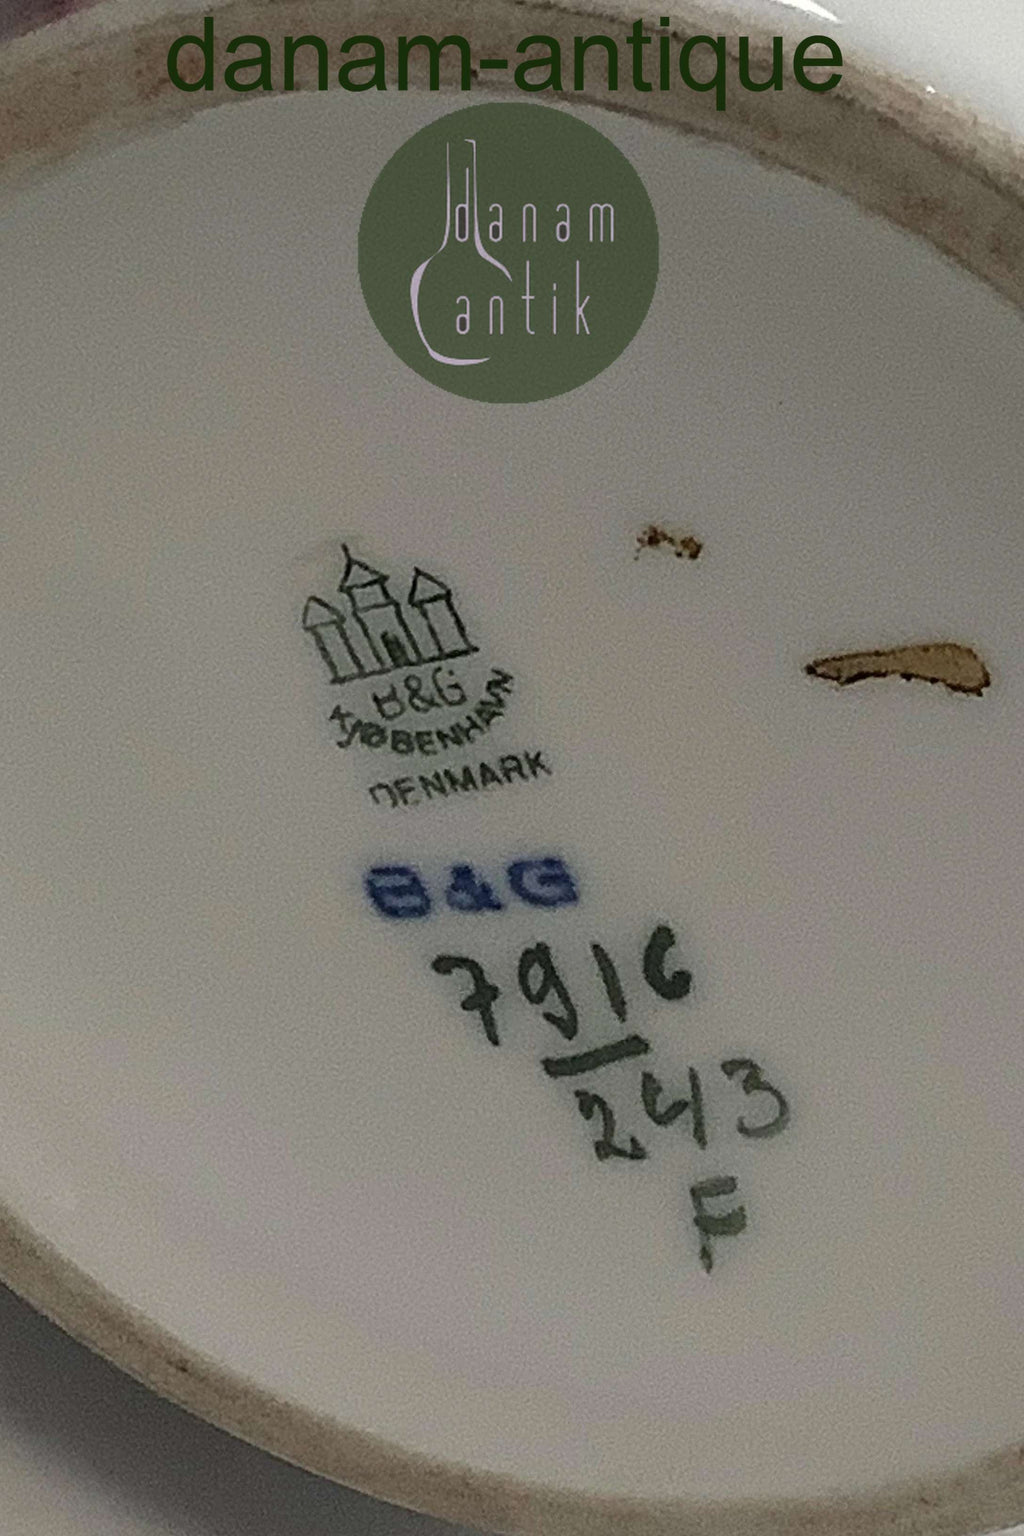 danam-antique
danam
antik
B&G
KJØBENHAVN
DENMARK
B&G
7916
243
F